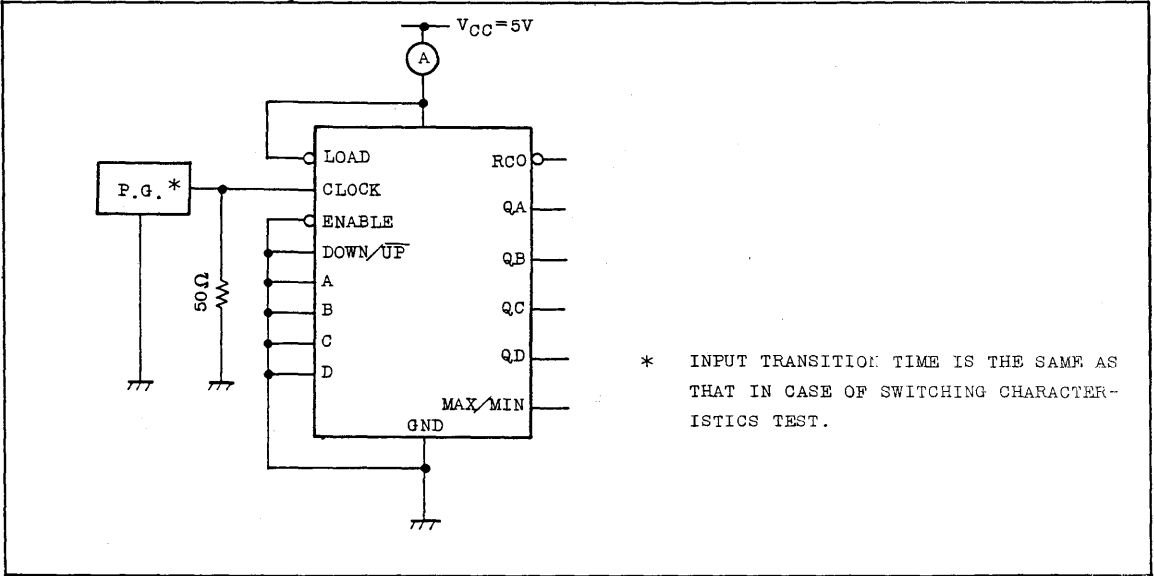 VCC=5V
A
P.G.*
50Ω
LOAD
CLOCK
ENABLE
DOWN/UP
A
B
C
D
GND
RCO
QA
QB
QC
QD
MAX/MIN
* INPUT TRANSITION TIME IS THE SAME AS
THAT IN CASE OF SWITCHING CHARACTER-
ISTICS TEST.